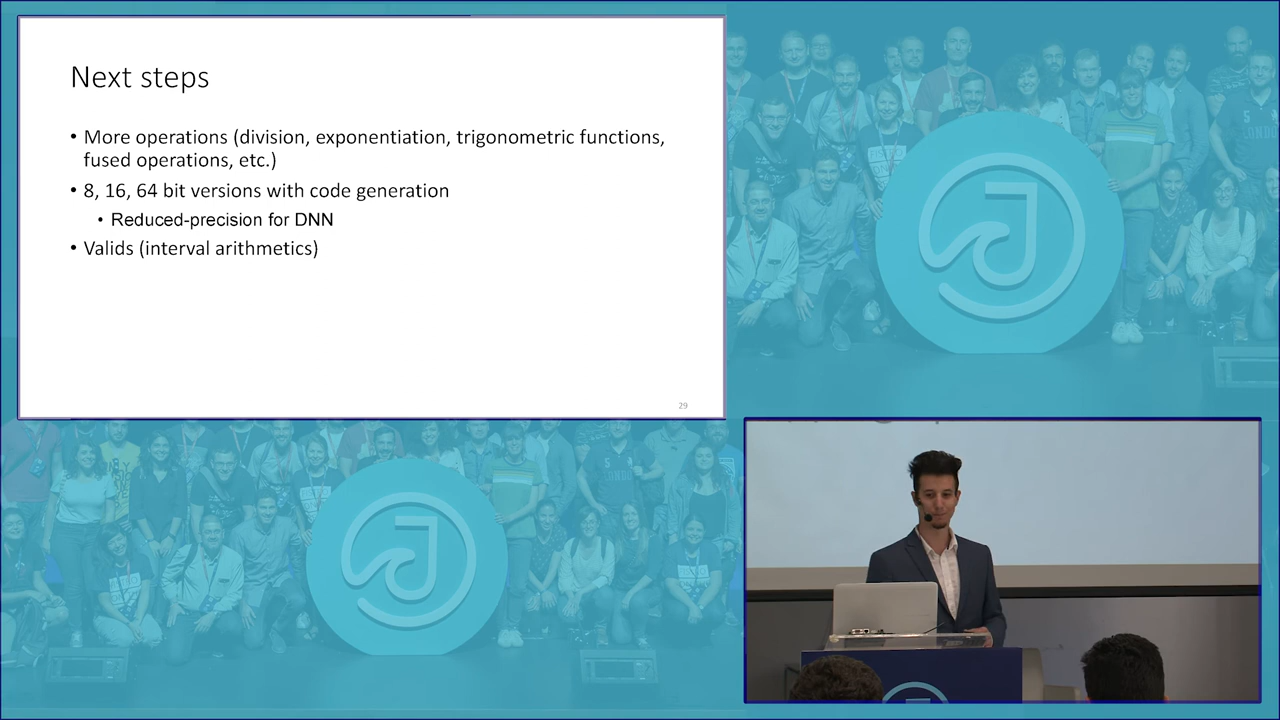 Next steps
• More operations (division, exponentiation, trigonometric functions,
fused operations, etc.)
• 8, 16, 64 bit versions with code generation
• Reduced-precision for DNN
• Valids (interval arithmetics)
29